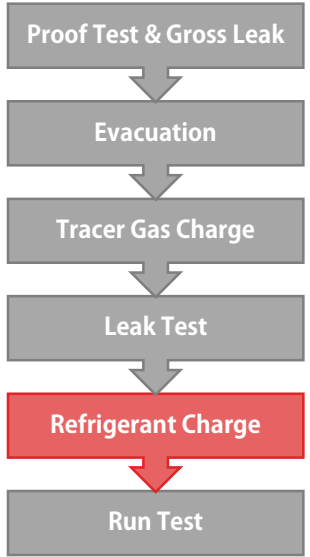 Proof Test & Gross Leak
Evacuation
Tracer Gas Charge
Leak Test
Refrigerant Charge
Run Test